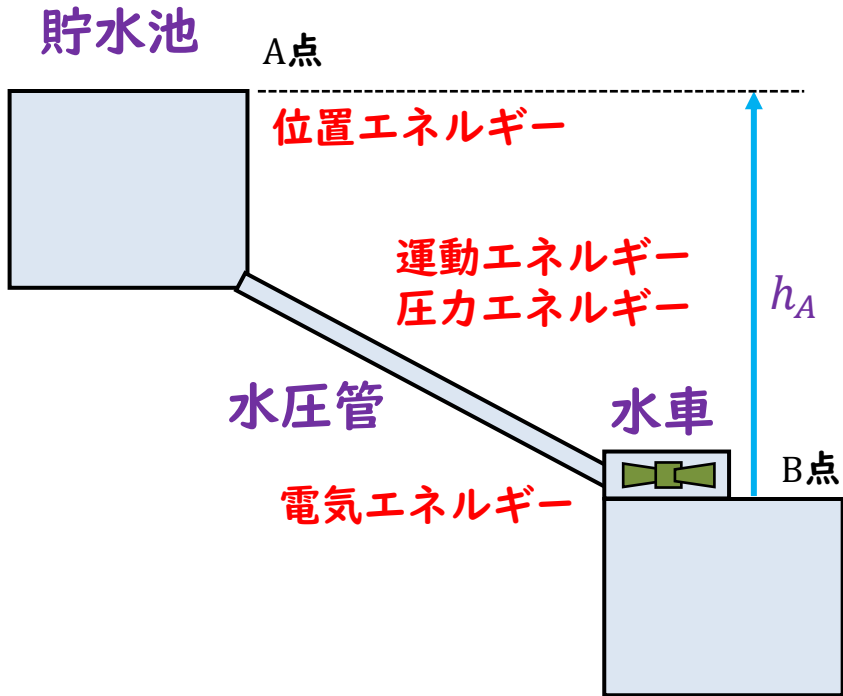 貯水池
A点
位置エネルギー
運動エネルギー
圧力エネルギー
h_A
水圧管
水車
B点
電気エネルギー